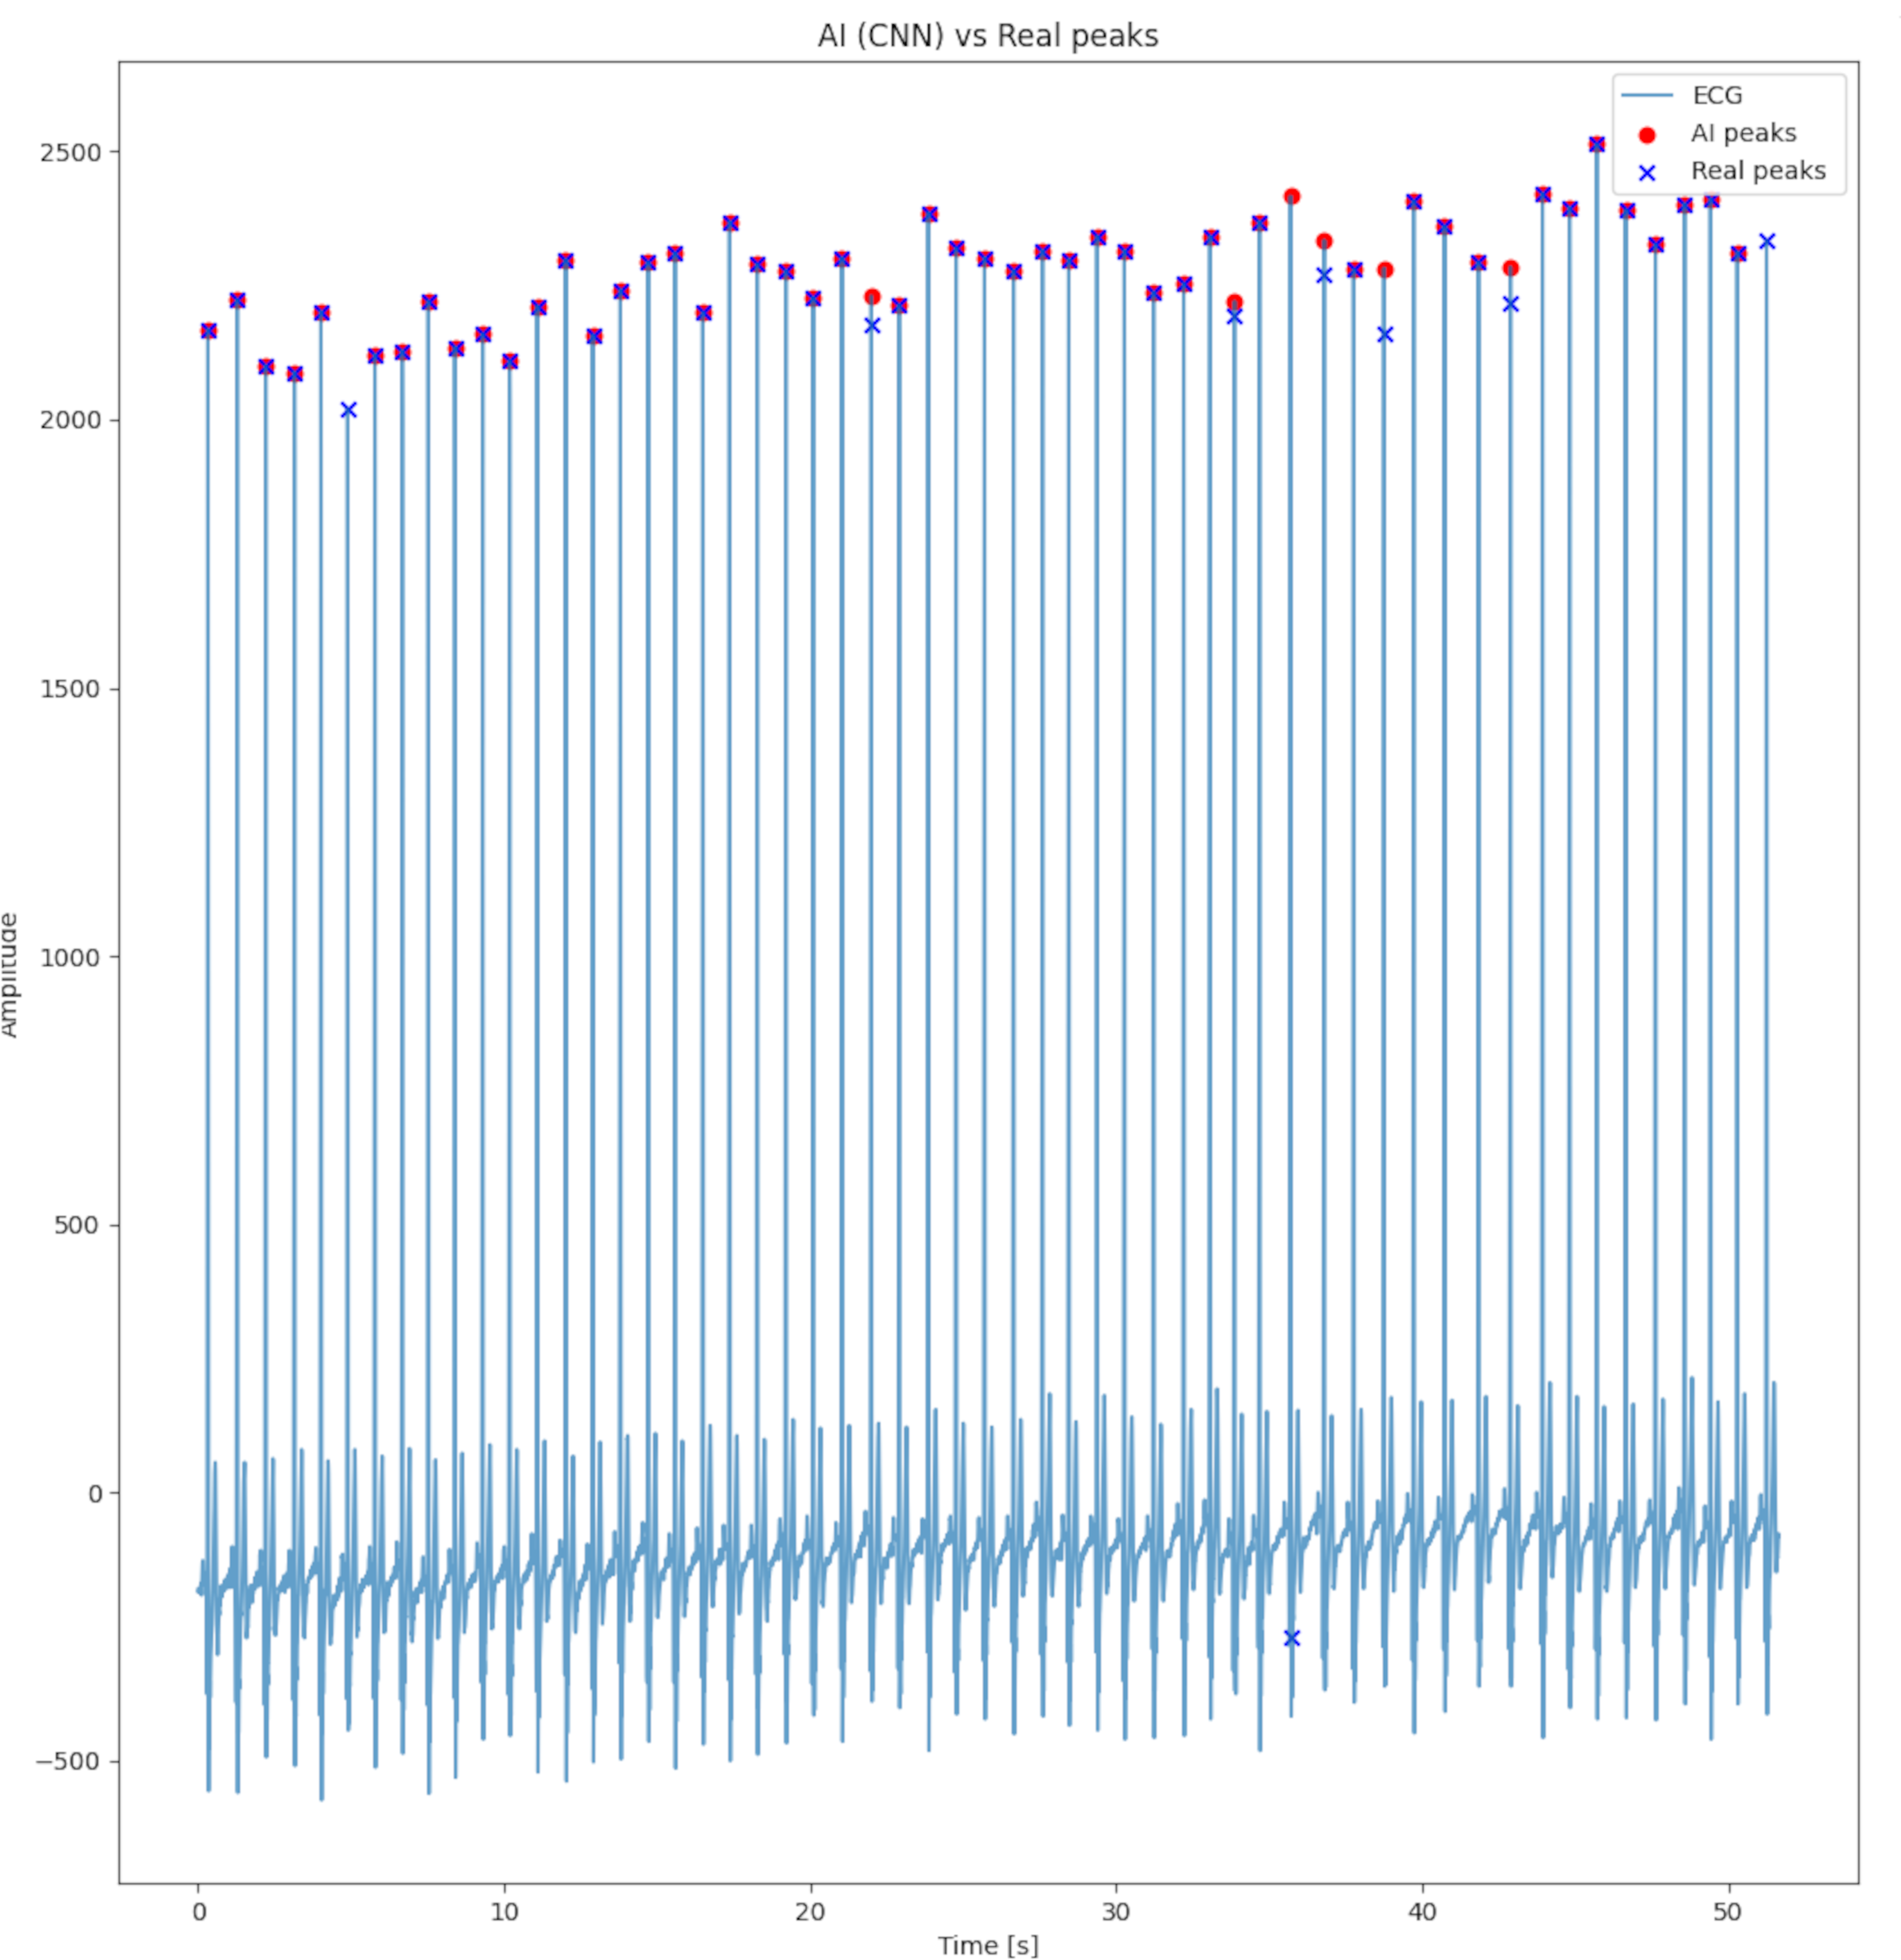 AI (CNN) vs Real peaks
ECG
AI peaks
Real peaks
2500
2000
1500
1000
500
0
−500
Amplitude
0 10 20 30 40 50
Time [s]